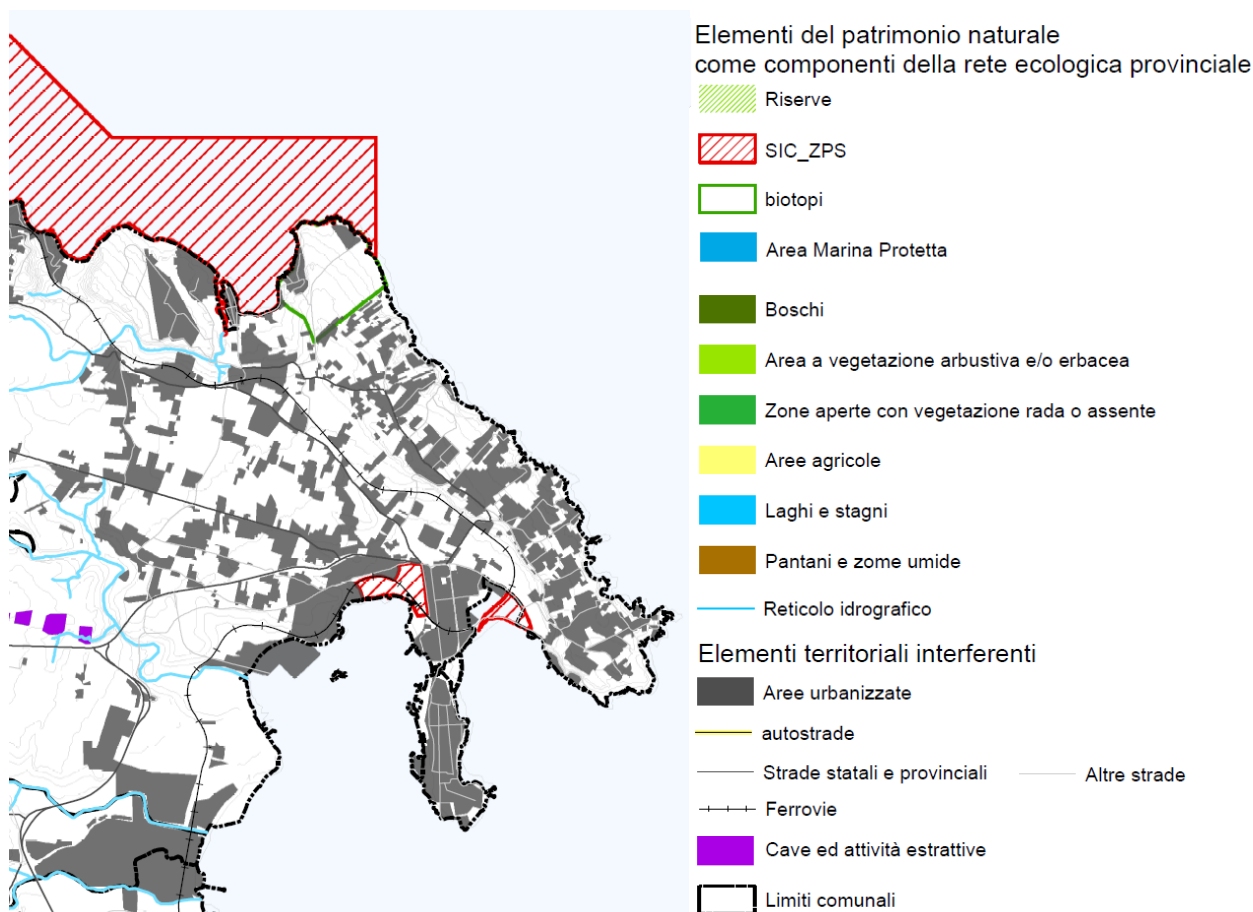 Elementi del patrimonio naturale
come componenti della rete ecologica provinciale
Riserve
SIC_ZPS
biotopi
Area Marina Protetta
Boschi
Area a vegetazione arbustiva e/o erbacea
Zone aperte con vegetazione rada o assente
Aree agricole
Laghi e stagni
Pantani e zome umide
Reticolo idrografico
Elementi territoriali interferenti
Aree urbanizzate
autostrade
Strade statali e provinciali Altre strade
Ferrovie
Cave ed attività estrattive
Limiti comunali